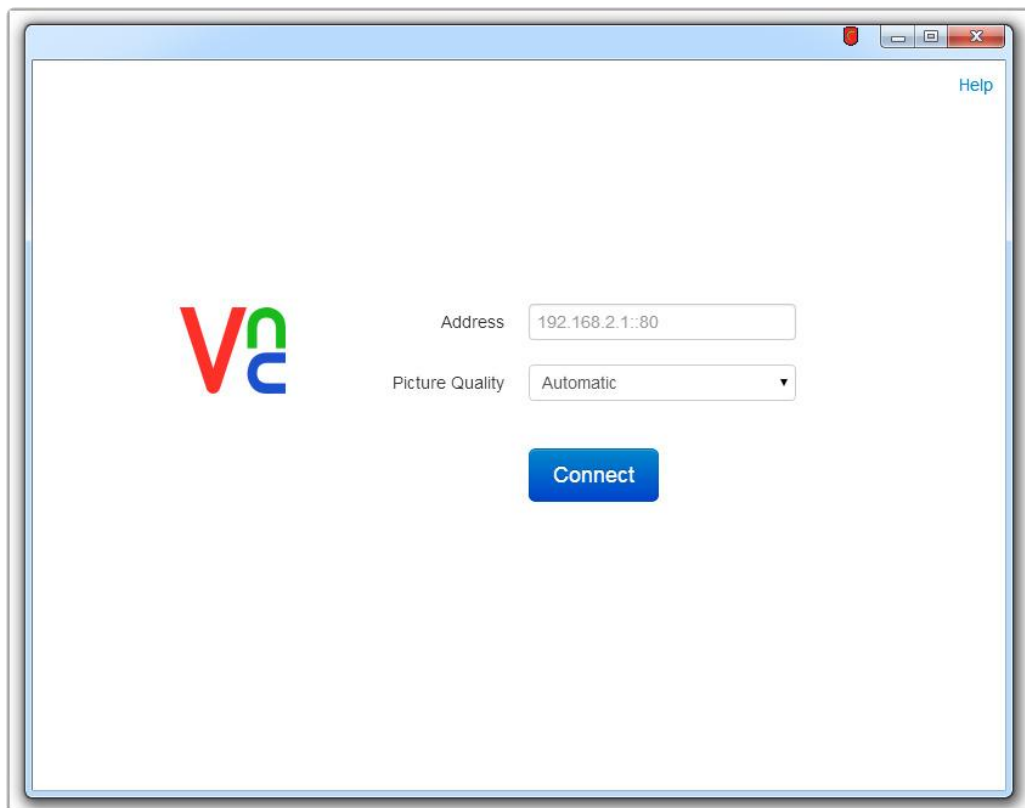 Help
Vnc
Address 192.168.2.1::80
Picture Quality Automatic
Connect